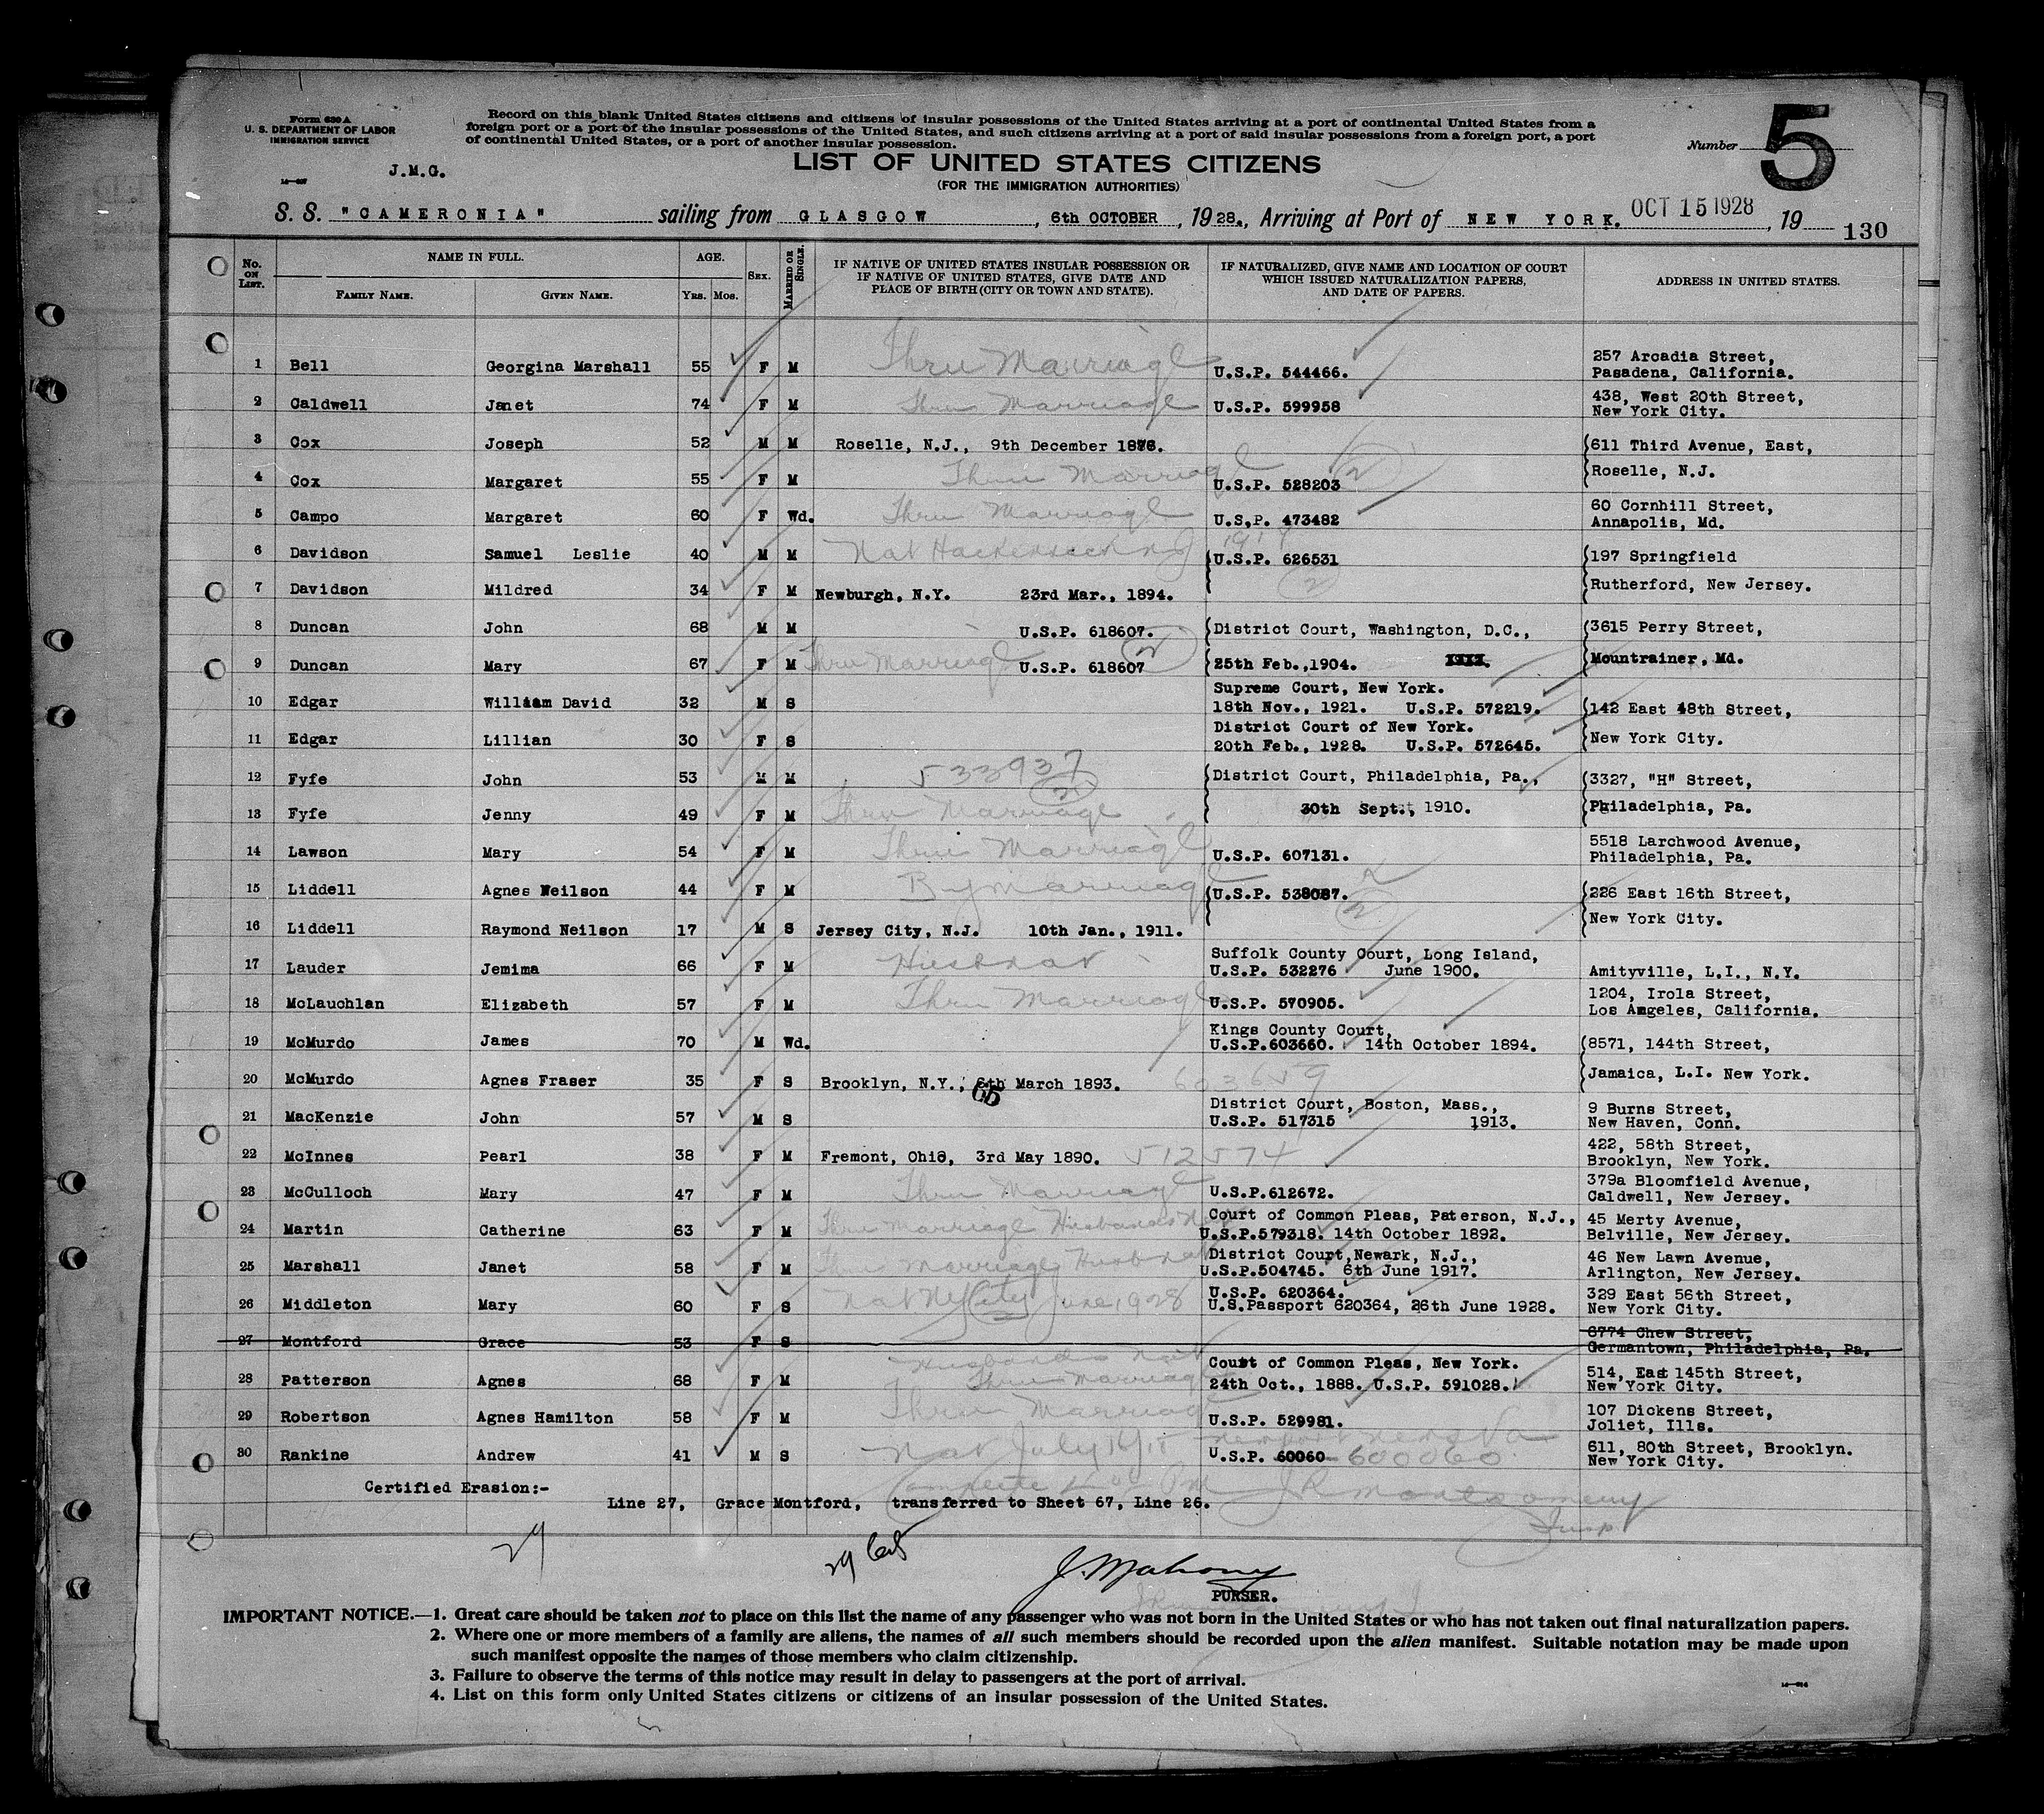 Form 630 A
U. S. DEPARTMENT OF LABOR
IMMIGRATION SERVICE
J.M.G.
Record on this blank United States citizens and citizens of insular possessions of the United States arriving at a port of continental United States from a
foreign port or a port of the insular possessions of the United States, and such citizens arriving at a port of said insular possessions from a foreign port, a port
of continental United States, or a port of another insular possession.
LIST OF UNITED STATES CITIZENS
(FOR THE IMMIGRATION AUTHORITIES)
Number 5
S. S. "CAMERONIA" sailing from GLASGOW, 6th OCTOBER, 1928., Arriving at Port of NEW YORK. OCT 15 1928, 19
130
No. ON LIST. NAME IN FULL. FAMILY NAME. GIVEN NAME. AGE. YRS. MOS. SEX. MARRIED OR SINGLE. IF NATIVE OF UNITED STATES INSULAR POSSESSION OR IF NATIVE OF UNITED STATES, GIVE DATE AND PLACE OF BIRTH (CITY OR TOWN AND STATE). IF NATURALIZED, GIVE NAME AND LOCATION OF COURT WHICH ISSUED NATURALIZATION PAPERS, AND DATE OF PAPERS. ADDRESS IN UNITED STATES.
1 Bell Georgina Marshall 55 F M Thru Marriage U.S.P. 544466. 257 Arcadia Street, Pasadena, California.
2 Caldwell Janet 74 F M Thru Marriage U.S.P. 599958 438, West 20th Street, New York City.
3 Cox Joseph 52 M M Roselle, N.J., 9th December 1876. 611 Third Avenue, East,
4 Cox Margaret 55 F M Thru Marriage U.S.P. 528203 2 Roselle, N.J.
5 Campo Margaret 60 F Wd. Thru Marriage U.S.P. 473482 60 Cornhill Street, Annapolis, Md.
6 Davidson Samuel Leslie 40 M M Nat Hackensack NJ 1919 U.S.P. 626531 197 Springfield
7 Davidson Mildred 34 F M Newburgh, N.Y. 23rd Mar., 1894. 2 Rutherford, New Jersey.
8 Duncan John 68 M M U.S.P. 618607. District Court, Washington, D.C., 3615 Perry Street,
9 Duncan Mary 67 F M Thru Marriage U.S.P. 618607 2 25th Feb.,1904. Mountrainer, Md.
10 Edgar William David 32 M S Supreme Court, New York. 18th Nov., 1921. U.S.P. 572219. 142 East 48th Street,
11 Edgar Lillian 30 F S District Court of New York. 20th Feb., 1928. U.S.P. 572645. New York City.
12 Fyfe John 53 M M 533937 2 District Court, Philadelphia, Pa., 3327, "H" Street,
13 Fyfe Jenny 49 F M Thru Marriage 30th Sept., 1910. Philadelphia, Pa.
14 Lawson Mary 54 F M Thru Marriage U.S.P. 607131. 5518 Larchwood Avenue, Philadelphia, Pa.
15 Liddell Agnes Neilson 44 F M By Marriage U.S.P. 538087. 2 226 East 16th Street,
16 Liddell Raymond Neilson 17 M S Jersey City, N.J. 10th Jan., 1911. New York City.
17 Lauder Jemima 66 F M Husb nat Suffolk County Court, Long Island, U.S.P. 532276 June 1900. Amityville, L.I., N.Y.
18 McLauchlan Elizabeth 57 F M Thru Marriage U.S.P. 570905. 1204, Irola Street, Los Angeles, California.
19 McMurdo James 70 M Wd. Kings County Court, U.S.P.603660. 14th October 1894. 8571, 144th Street,
20 McMurdo Agnes Fraser 35 F S Brooklyn, N.Y., 6th March 1893. 603659 Jamaica, L.I. New York.
65
21 MacKenzie John 57 M S District Court, Boston, Mass., U.S.P. 517315 1913. 9 Burns Street, New Haven, Conn.
22 McInnes Pearl 38 F M Fremont, Ohio, 3rd May 1890. 512574 422, 58th Street, Brooklyn, New York.
23 McCulloch Mary 47 F M Thru Marriage U.S.P.612672. 379a Bloomfield Avenue, Caldwell, New Jersey.
24 Martin Catherine 63 F M Thru Marriage Husbands Nat Court of Common Pleas, Paterson, N.J., U.S.P.579318. 14th October 1892. 45 Merty Avenue, Belville, New Jersey.
25 Marshall Janet 58 F M Thru Marriage Husb nat District Court, Newark, N.J., U.S.P.504745. 6th June 1917. 46 New Lawn Avenue, Arlington, New Jersey.
26 Middleton Mary 60 F S Nat NY City June 1928 U.S.P. 620364. U.S.Passport 620364, 26th June 1928. 329 East 56th Street, New York City.
27 Montford Grace 53 F S 6774 Chew Street, Germantown, Philadelphia, Pa.
28 Patterson Agnes 68 F M Husbands Nat Thru Marriage Court of Common Pleas, New York. 24th Oct., 1888. U.S.P. 591028. 514, East 145th Street, New York City.
29 Robertson Agnes Hamilton 58 F M Thru Marriage U.S.P. 529981. 107 Dickens Street, Joliet, Ills.
30 Rankine Andrew 41 M S Nat July Newport News Va U.S.P. 60060 600060 611, 80th Street, Brooklyn. New York City.
Certified Erasion:-
Line 27, Grace Montford, transferred to Sheet 67, Line 26.
J R Montgomery
Insp
29
29
J. Mahony
PURSER.
IMPORTANT NOTICE.—1. Great care should be taken not to place on this list the name of any passenger who was not born in the United States or who has not taken out final naturalization papers.
2. Where one or more members of a family are aliens, the names of all such members should be recorded upon the alien manifest. Suitable notation may be made upon
such manifest opposite the names of those members who claim citizenship.
3. Failure to observe the terms of this notice may result in delay to passengers at the port of arrival.
4. List on this form only United States citizens or citizens of an insular possession of the United States.